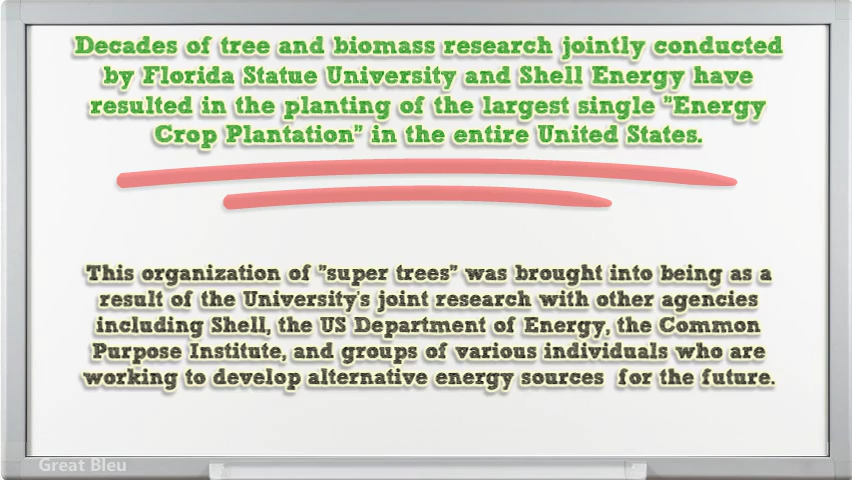 Decades of tree and biomass research jointly conducted
by Florida Statue University and Shell Energy have
resulted in the planting of the largest single "Energy
Crop Plantation" in the entire United States.
This organization of "super trees" was brought into being as a
result of the University's joint research with other agencies
including Shell, the US Department of Energy, the Common
Purpose Institute, and groups of various individuals who are
working to develop alternative energy sources  for the future.
Great Bleu